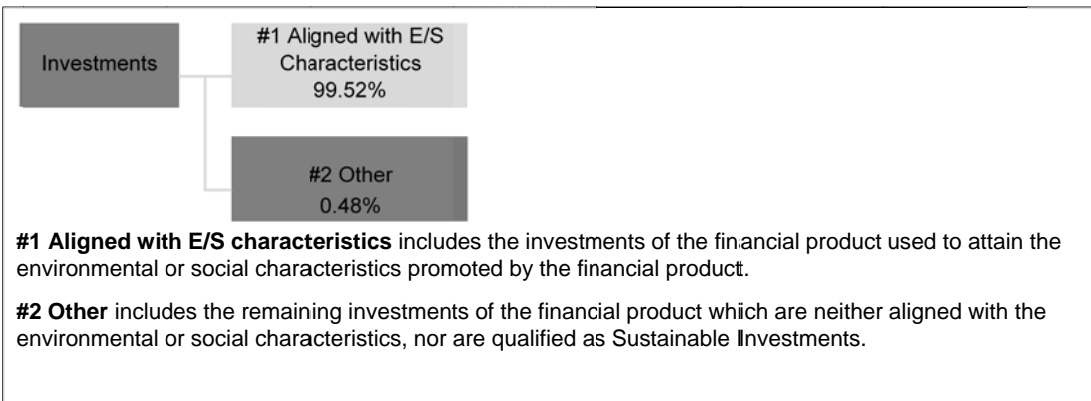 Investments
#1 Aligned with E/S
Characteristics
99.52%
#2 Other
0.48%
#1 Aligned with E/S characteristics includes the investments of the financial product used to attain the
environmental or social characteristics promoted by the financial product.
#2 Other includes the remaining investments of the financial product which are neither aligned with the
environmental or social characteristics, nor are qualified as Sustainable Investments.